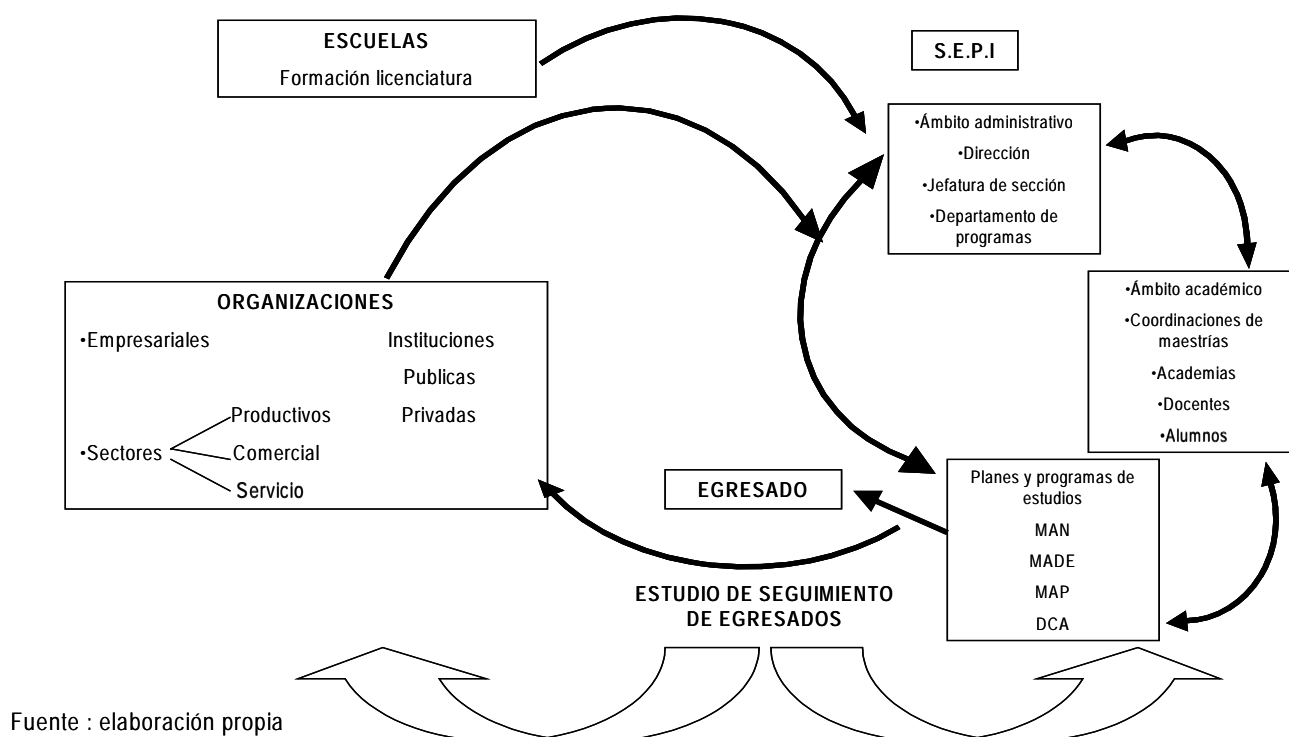 ESCUELAS
Formación licenciatura
S.E.P.I
•Ámbito administrativo
•Dirección
•Jefatura de sección
•Departamento de
programas
•Ámbito académico
•Coordinaciones de
maestrías
•Academias
•Docentes
•Alumnos
ORGANIZACIONES
•Empresariales
Instituciones
Publicas
Productivos
Privadas
•Sectores
Comercial
Servicio
EGRESADO
Planes y programas de
estudios
MAN
MADE
MAP
DCA
ESTUDIO DE SEGUIMIENTO
DE EGRESADOS
Fuente : elaboración propia